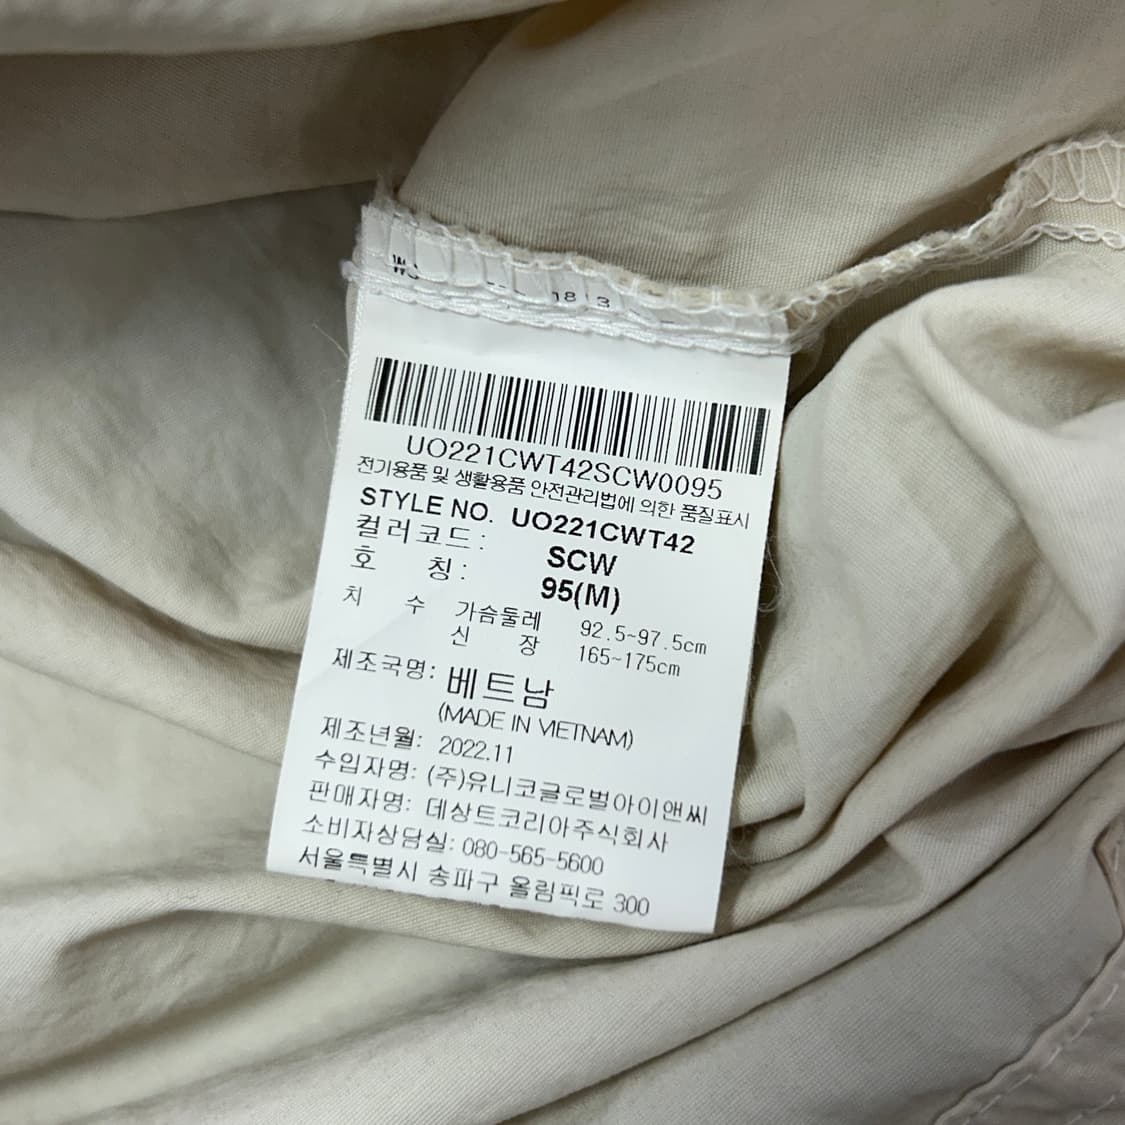 18 3
UO221CWT42SCW0095
전기용품 및 생활용품 안전관리법에 의한 품질표시
STYLE NO. UO221CWT42
컬러코드: SCW
호 칭: 95(M)
치 수 가슴둘레 92.5~97.5cm
신 장 165~175cm
제조국명: 베트남
(MADE IN VIETNAM)
제조년월: 2022.11
수입자명: (주)유니코글로벌아이앤씨
판매자명: 데상트코리아주식회사
소비자상담실: 080-565-5600
서울특별시 송파구 올림픽로 300